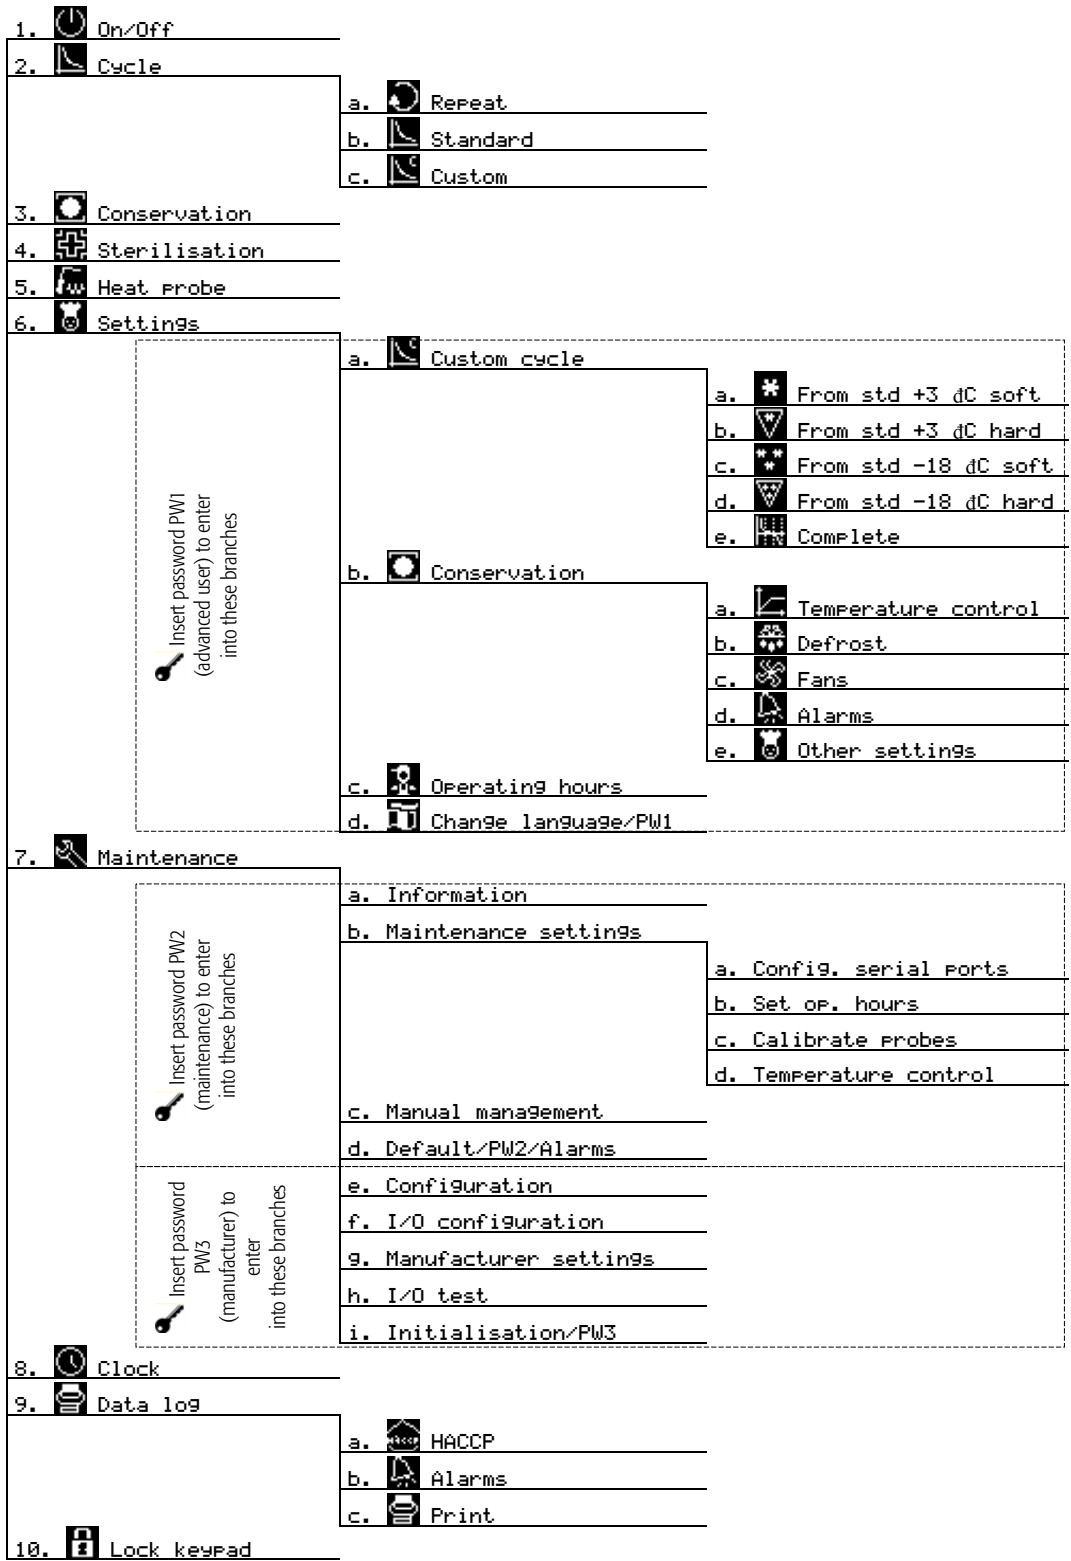 1. On/Off
2. Cycle
a. Repeat
b. Standard
c. Custom
3. Conservation
4. Sterilisation
5. Heat probe
6. Settings
Insert password PW1
(advanced user) to enter
into these branches
a. Custom cycle
a. From std +3 đC soft
b. From std +3 đC hard
c. From std -18 đC soft
d. From std -18 đC hard
e. Complete
b. Conservation
a. Temperature control
b. Defrost
c. Fans
d. Alarms
e. Other settings
c. Operating hours
d. Change language/PW1
7. Maintenance
Insert password PW2
(maintenance) to enter
into these branches
a. Information
b. Maintenance settings
a. Config. serial ports
b. Set op. hours
c. Calibrate probes
d. Temperature control
c. Manual management
d. Default/PW2/Alarms
Insert password
PW3
(manufacturer) to
enter
into these branches
e. Configuration
f. I/O configuration
g. Manufacturer settings
h. I/O test
i. Initialisation/PW3
8. Clock
9. Data log
a. HACCP
b. Alarms
c. Print
10. Lock keypad